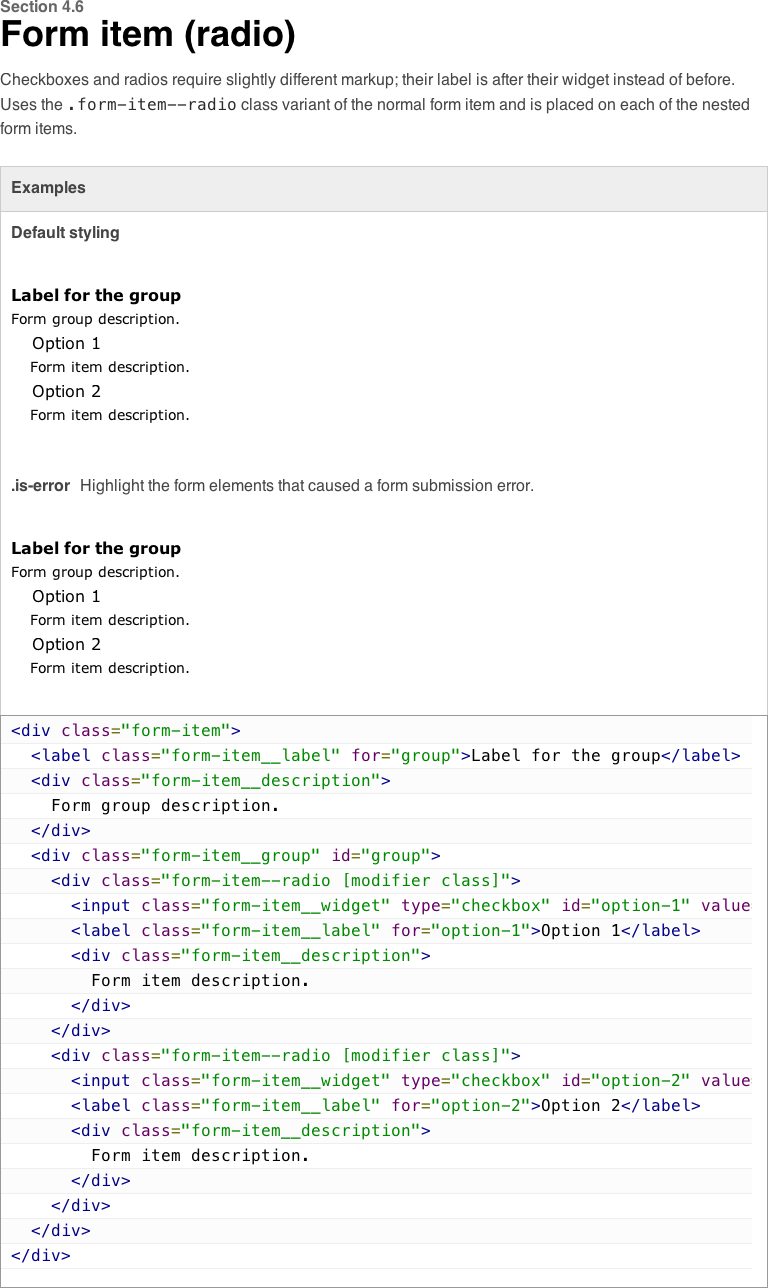 Section 4.6
Form item (radio)
Checkboxes and radios require slightly different markup; their label is after their widget instead of before.
Uses the .form-item--radio class variant of the normal form item and is placed on each of the nested
form items.
Examples
Default styling
Label for the group
Form group description.
Option 1
Form item description.
Option 2
Form item description.
.is-error Highlight the form elements that caused a form submission error.
Label for the group
Form group description.
Option 1
Form item description.
Option 2
Form item description.
<div class="form-item">
  <label class="form-item__label" for="group">Label for the group</label>
  <div class="form-item__description">
    Form group description.
  </div>
  <div class="form-item__group" id="group">
    <div class="form-item--radio [modifier class]">
      <input class="form-item__widget" type="checkbox" id="option-1" value
      <label class="form-item__label" for="option-1">Option 1</label>
      <div class="form-item__description">
        Form item description.
      </div>
    </div>
    <div class="form-item--radio [modifier class]">
      <input class="form-item__widget" type="checkbox" id="option-2" value
      <label class="form-item__label" for="option-2">Option 2</label>
      <div class="form-item__description">
        Form item description.
      </div>
    </div>
  </div>
</div>